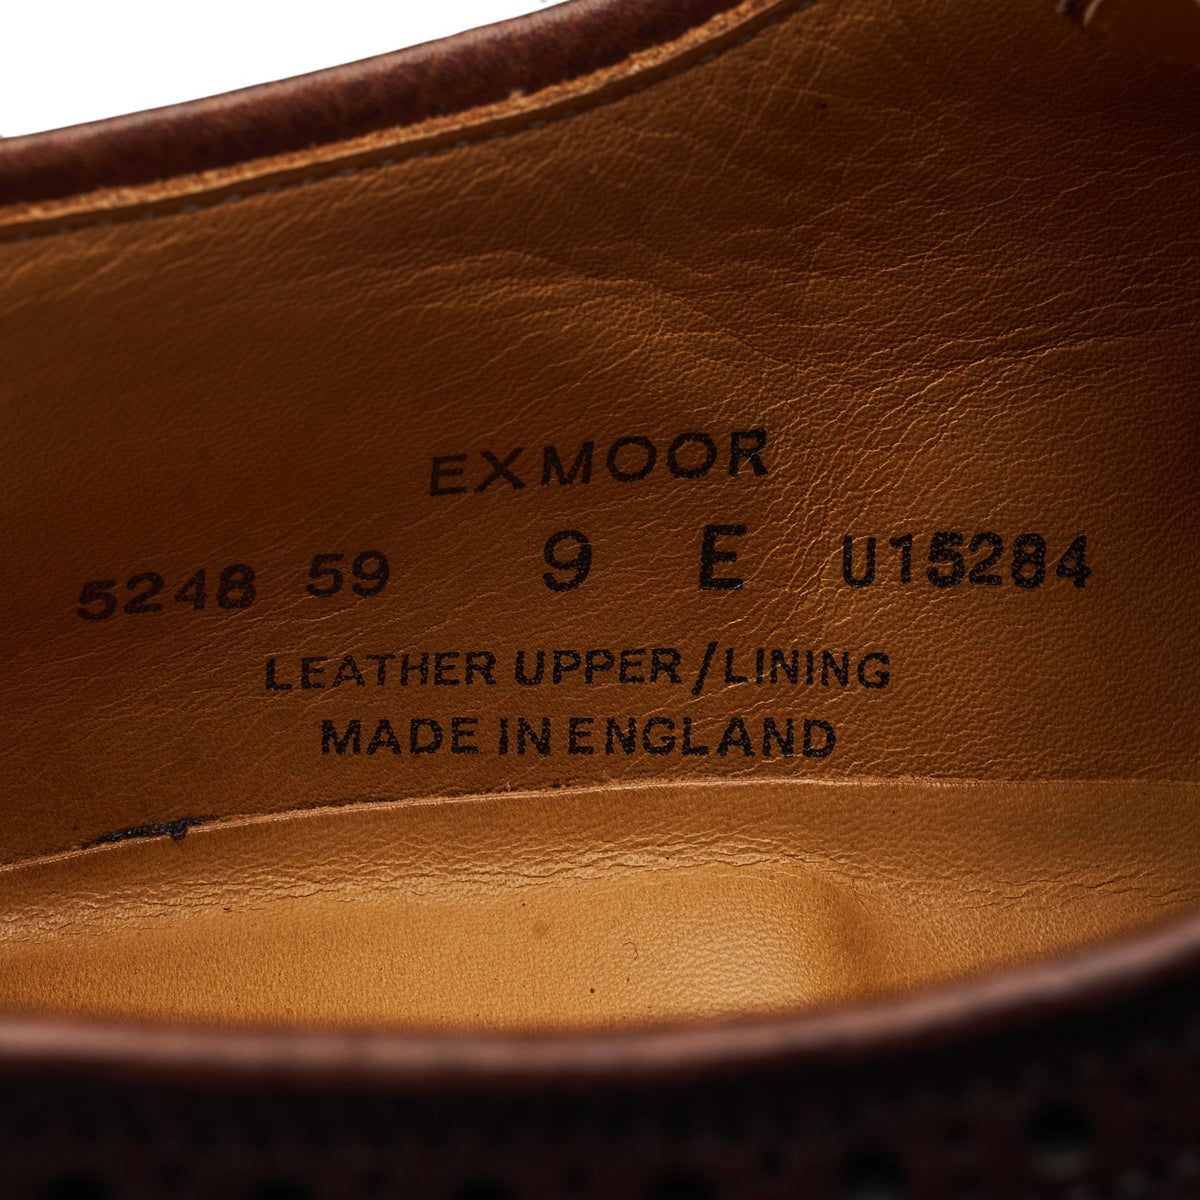 EXMOOR
5248 59 9 E U15284
LEATHER UPPER/LINING
MADE IN ENGLAND